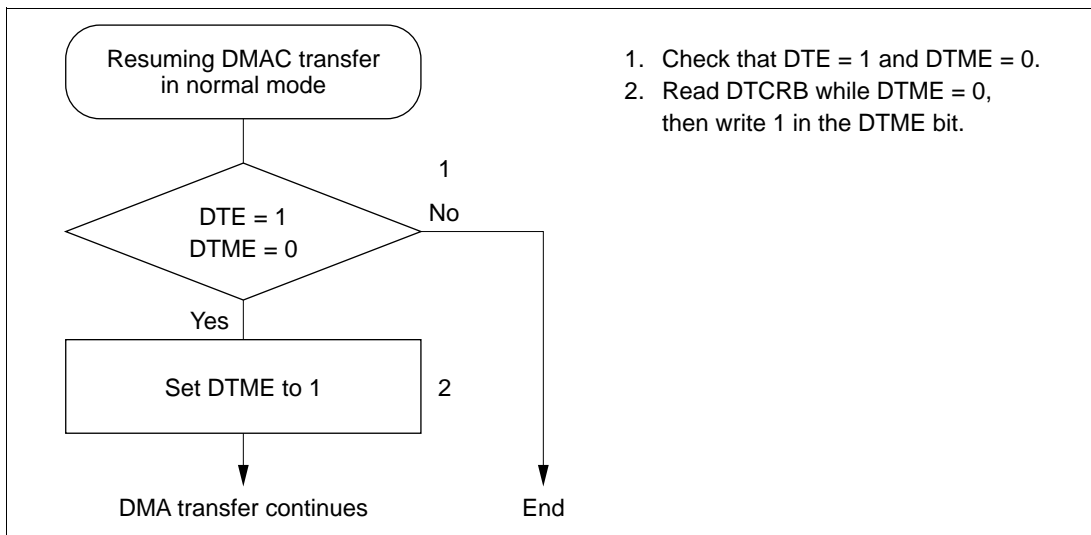 Resuming DMAC transfer
in normal mode
1. Check that DTE = 1 and DTME = 0.
2. Read DTCRB while DTME = 0,
then write 1 in the DTME bit.
1
DTE = 1
DTME = 0
No
Yes
Set DTME to 1
2
DMA transfer continues
End